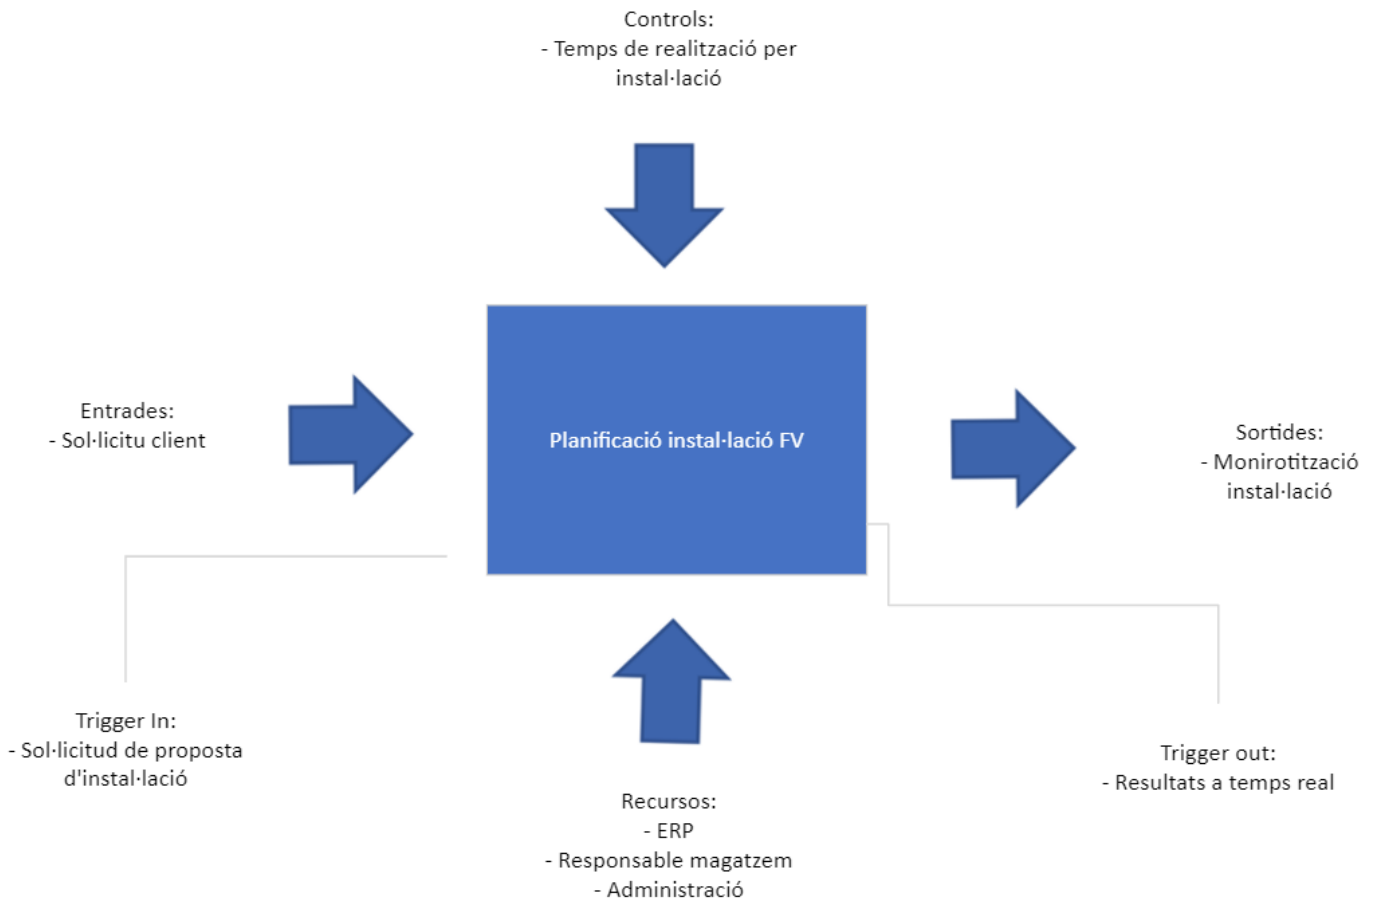 Controls:
- Temps de realització per
instal·lació
Entrades:
- Sol·licitu client
Planificació instal·lació FV
Sortides:
- Monirotització
instal·lació
Trigger In:
- Sol·licitud de proposta
d'instal·lació
Trigger out:
- Resultats a temps real
Recursos:
- ERP
- Responsable magatzem
- Administració